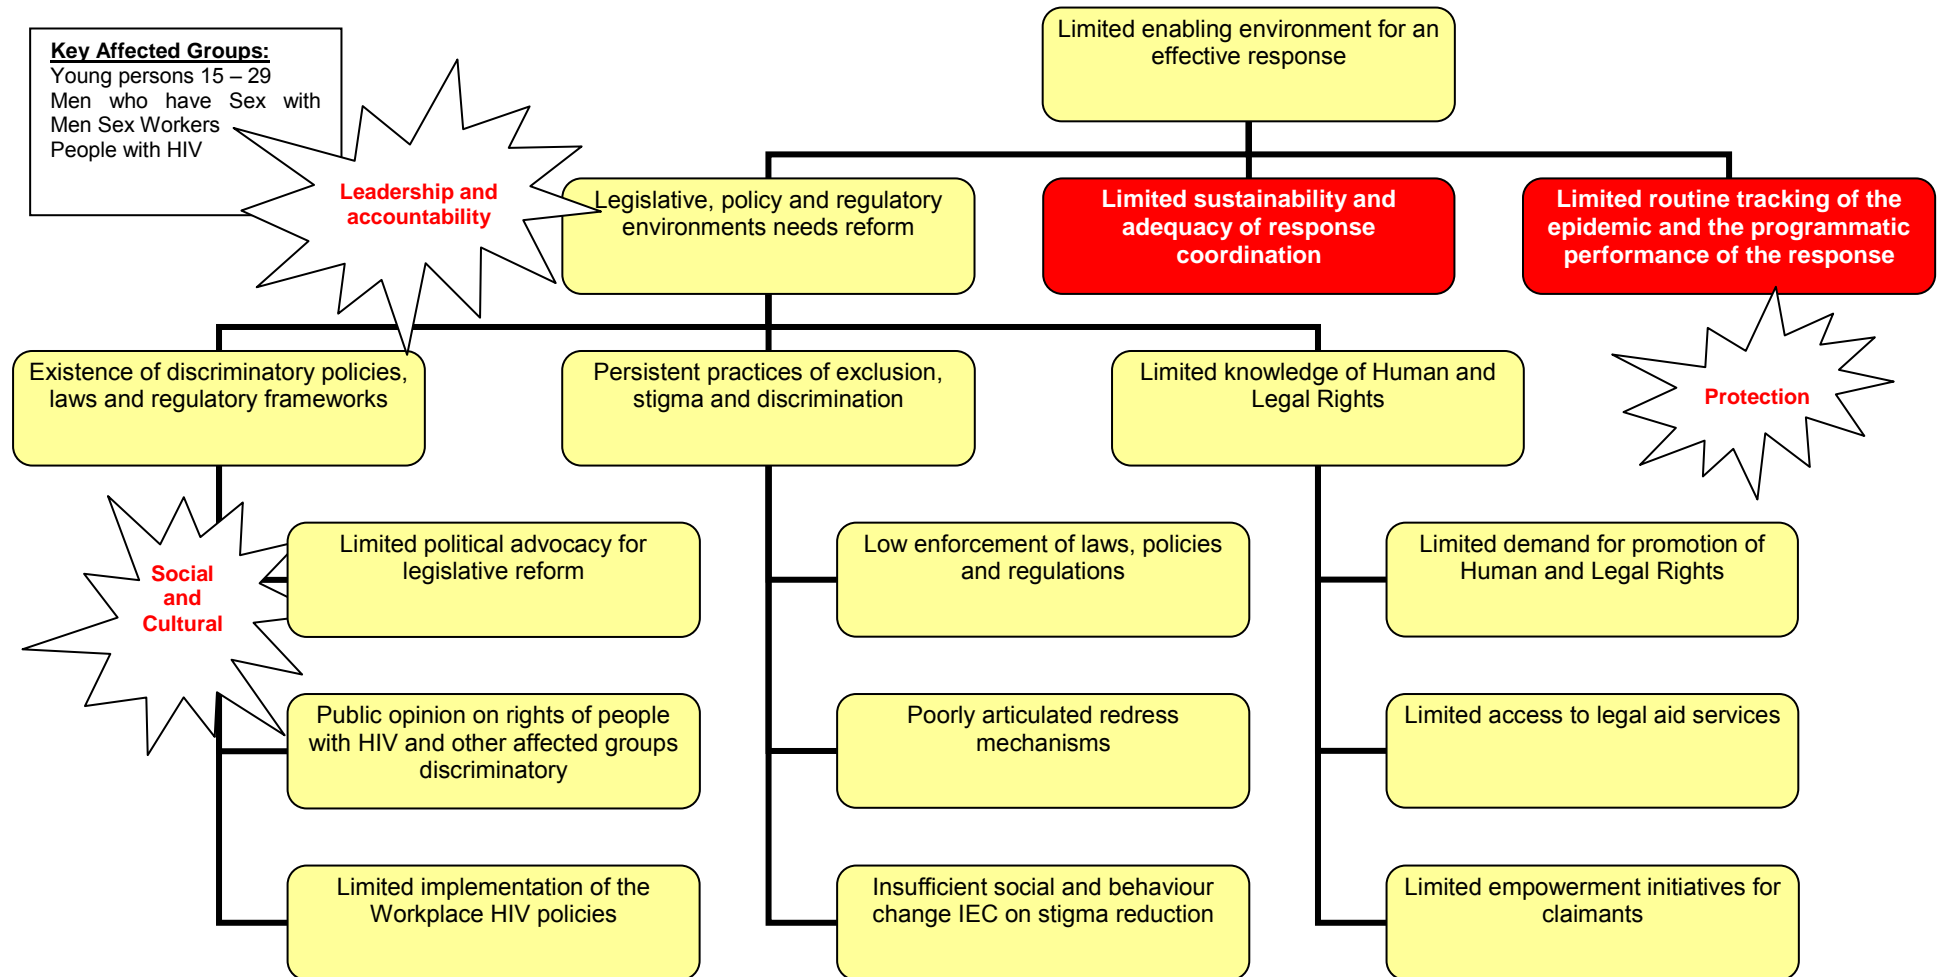 Key Affected Groups:
Young persons 15 – 29
Men who have Sex with
Men Sex Workers
People with HIV
Limited enabling environment for an
effective response
Leadership and
accountability
Legislative, policy and regulatory
environments needs reform
Limited sustainability and
adequacy of response
coordination
Limited routine tracking of the
epidemic and the programmatic
performance of the response
Existence of discriminatory policies,
laws and regulatory frameworks
Persistent practices of exclusion,
stigma and discrimination
Limited knowledge of Human and
Legal Rights
Protection
Social
and
Cultural
Limited political advocacy for
legislative reform
Low enforcement of laws, policies
and regulations
Limited demand for promotion of
Human and Legal Rights
Public opinion on rights of people
with HIV and other affected groups
discriminatory
Poorly articulated redress
mechanisms
Limited access to legal aid services
Limited implementation of the
Workplace HIV policies
Insufficient social and behaviour
change IEC on stigma reduction
Limited empowerment initiatives for
claimants